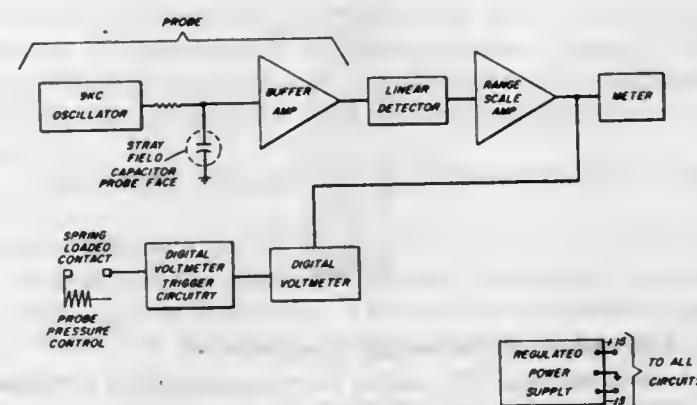 PROBE
9KC
OSCILLATOR
STRAY
FIELD
CAPACITOR
PROBE FACE
BUFFER
AMP
LINEAR
DETECTOR
RANGE
SCALE
AMP
METER
SPRING
LOADED
CONTACT
PROBE
PRESSURE
CONTROL
DIGITAL
VOLTMETER
TRIGGER
CIRCUITRY
DIGITAL
VOLTMETER
REGULATED
POWER
SUPPLY
+15
-15
TO ALL
CIRCUITS